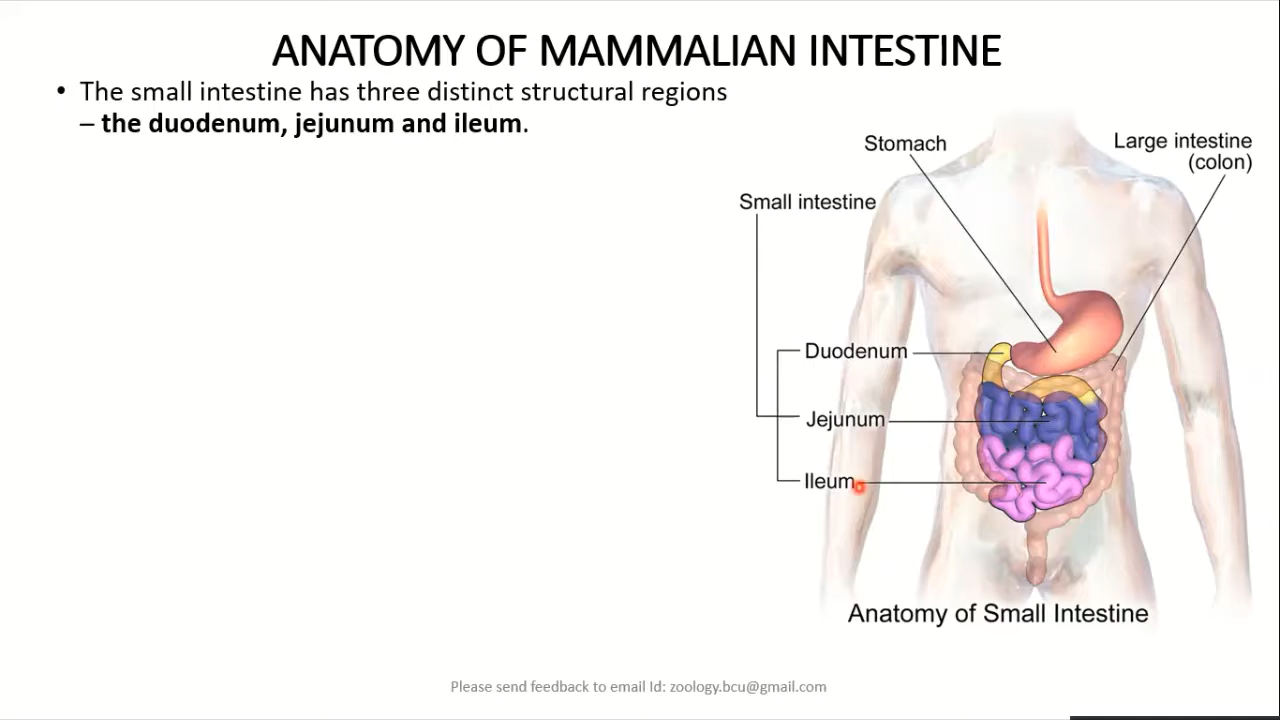 ANATOMY OF MAMMALIAN INTESTINE
• The small intestine has three distinct structural regions
– the duodenum, jejunum and ileum.
Stomach
Large intestine
(colon)
Small intestine
Duodenum
Jejunum
Ileum
Anatomy of Small Intestine
Please send feedback to email Id: zoology.bcu@gmail.com